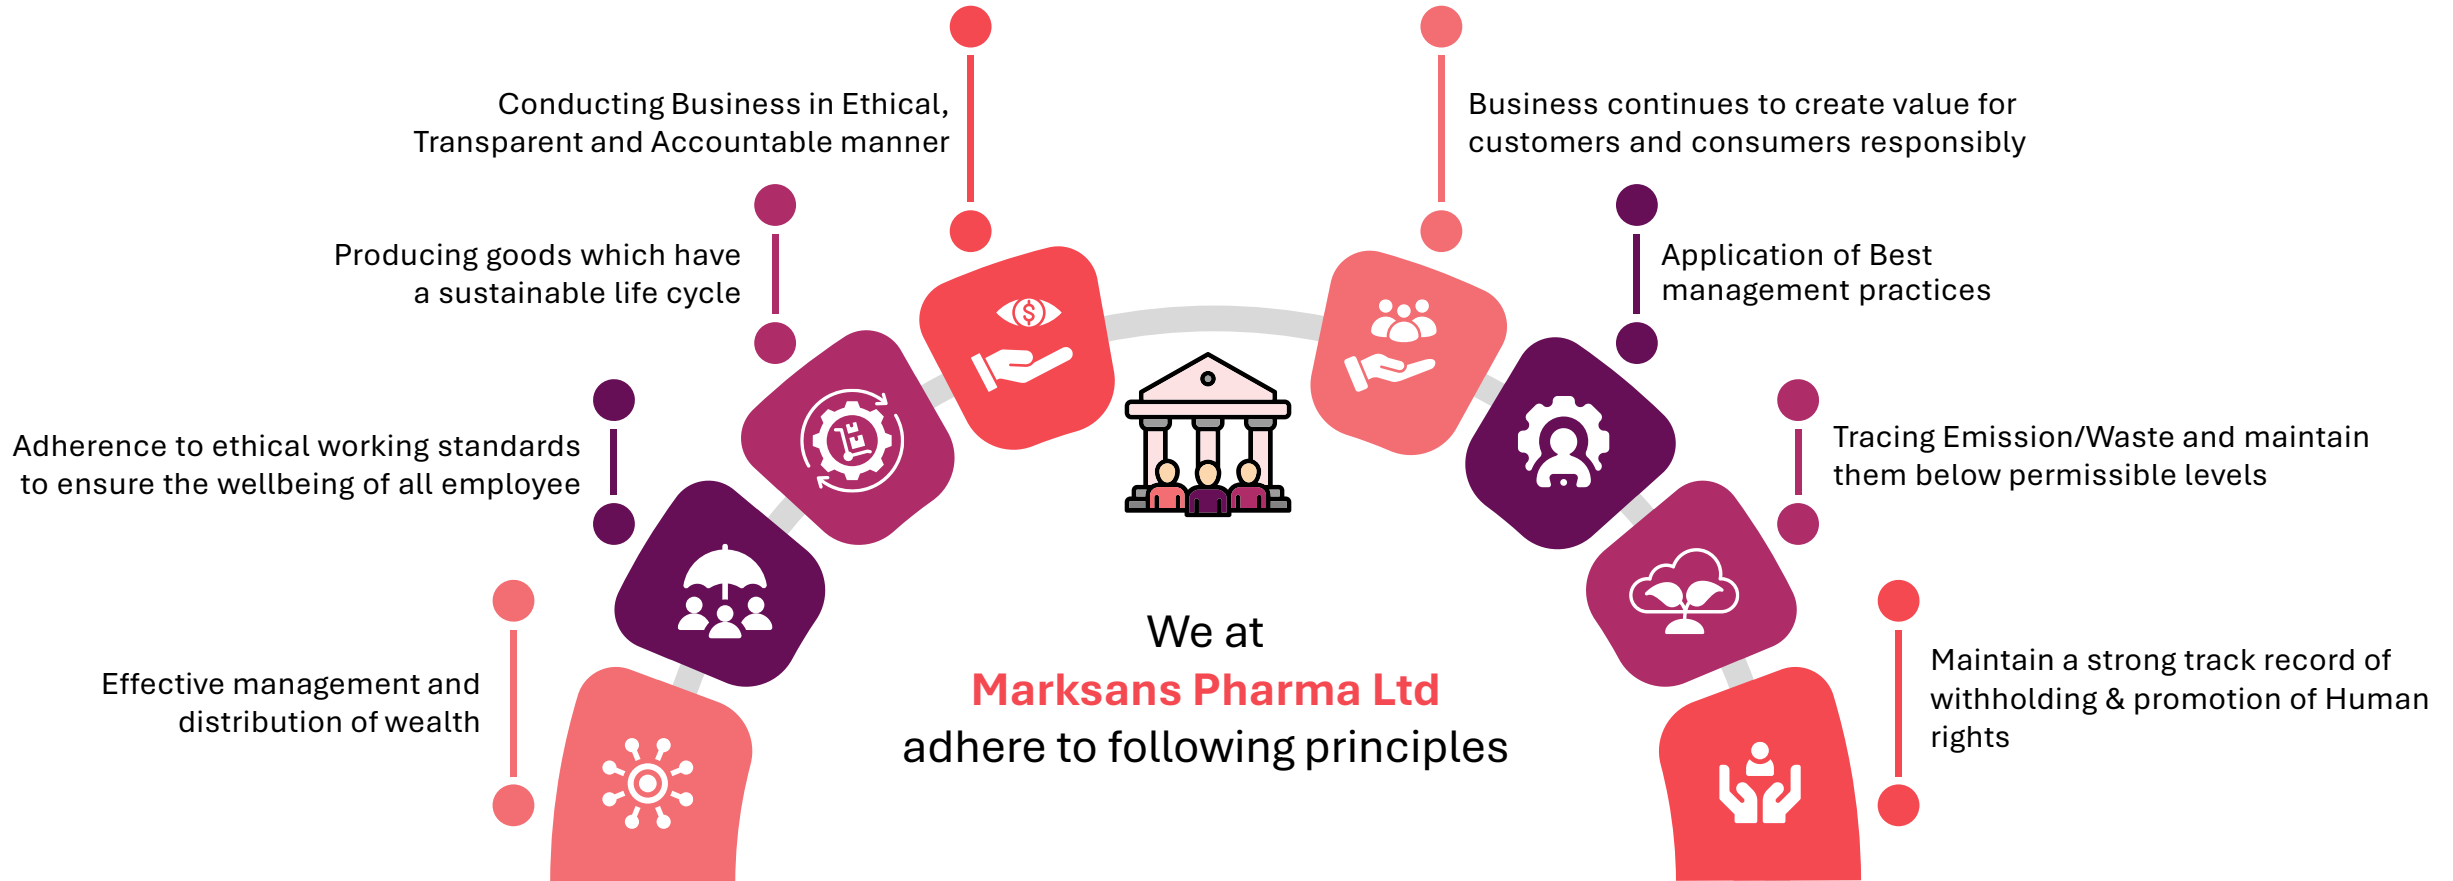 Conducting Business in Ethical,
Transparent and Accountable manner
Producing goods which have
a sustainable life cycle
Adherence to ethical working standards
to ensure the wellbeing of all employee
Effective management and
distribution of wealth
Business continues to create value for
customers and consumers responsibly
Application of Best
management practices
Tracing Emission/Waste and maintain
them below permissible levels
Maintain a strong track record of
withholding & promotion of Human
rights
We at
Marksans Pharma Ltd
adhere to following principles
$